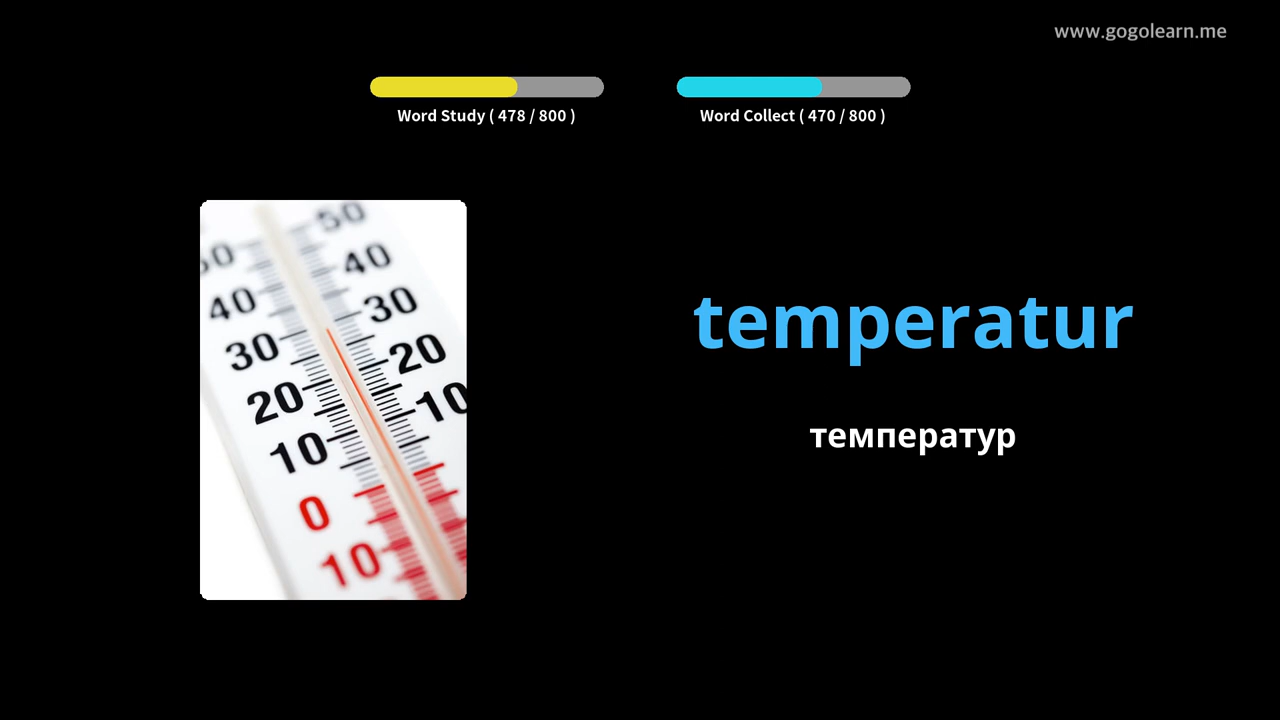 www.gogolearn.me
Word Study ( 478 / 800 )
Word Collect ( 470 / 800 )
50
50
40
40
30
30
20
20
10
10
0
10
temperatur
температур